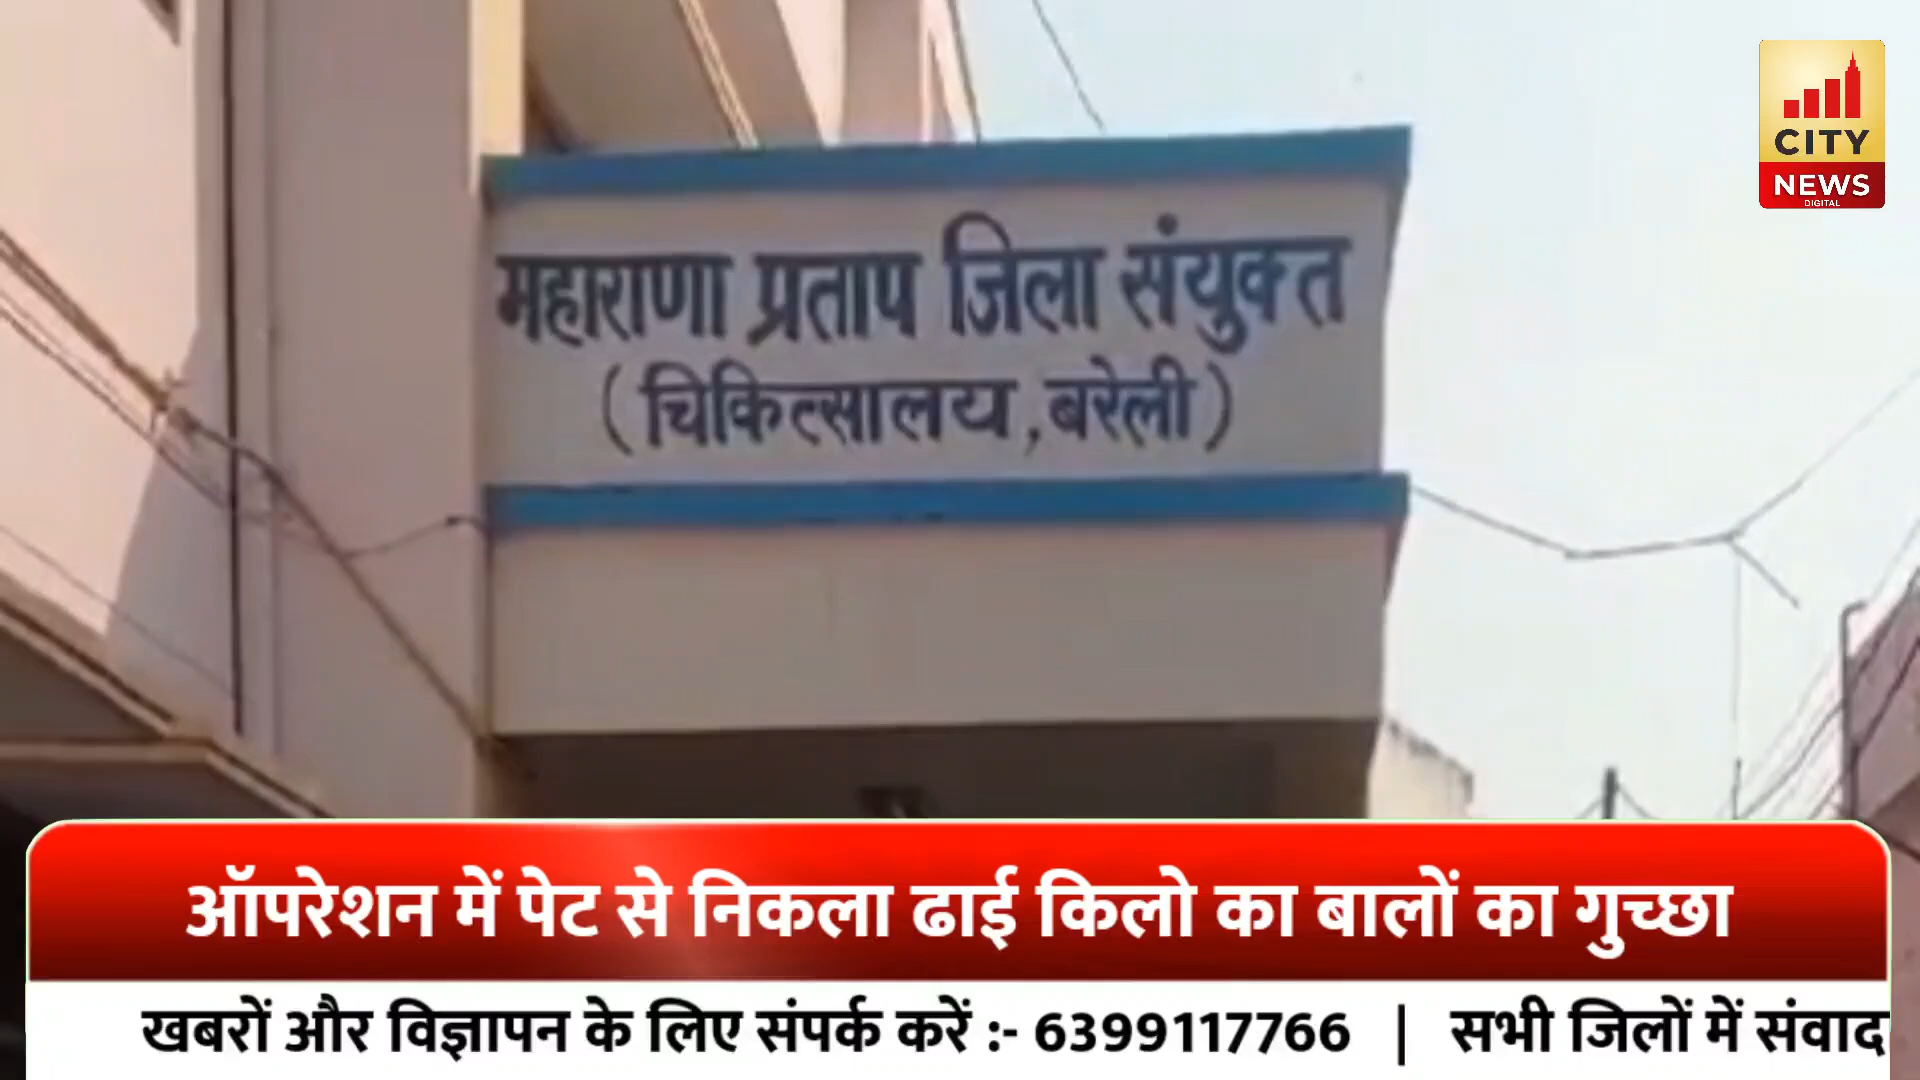 CITY
NEWS
DIGITAL
महाराणा प्रताप जिला संयुक्त
(चिकित्सालय, बरेली)
ऑपरेशन में पेट से निकला ढाई किलो का बालों का गुच्छा
खबरों और विज्ञापन के लिए संपर्क करें :- 6399117766 | सभी जिलों में संवाद